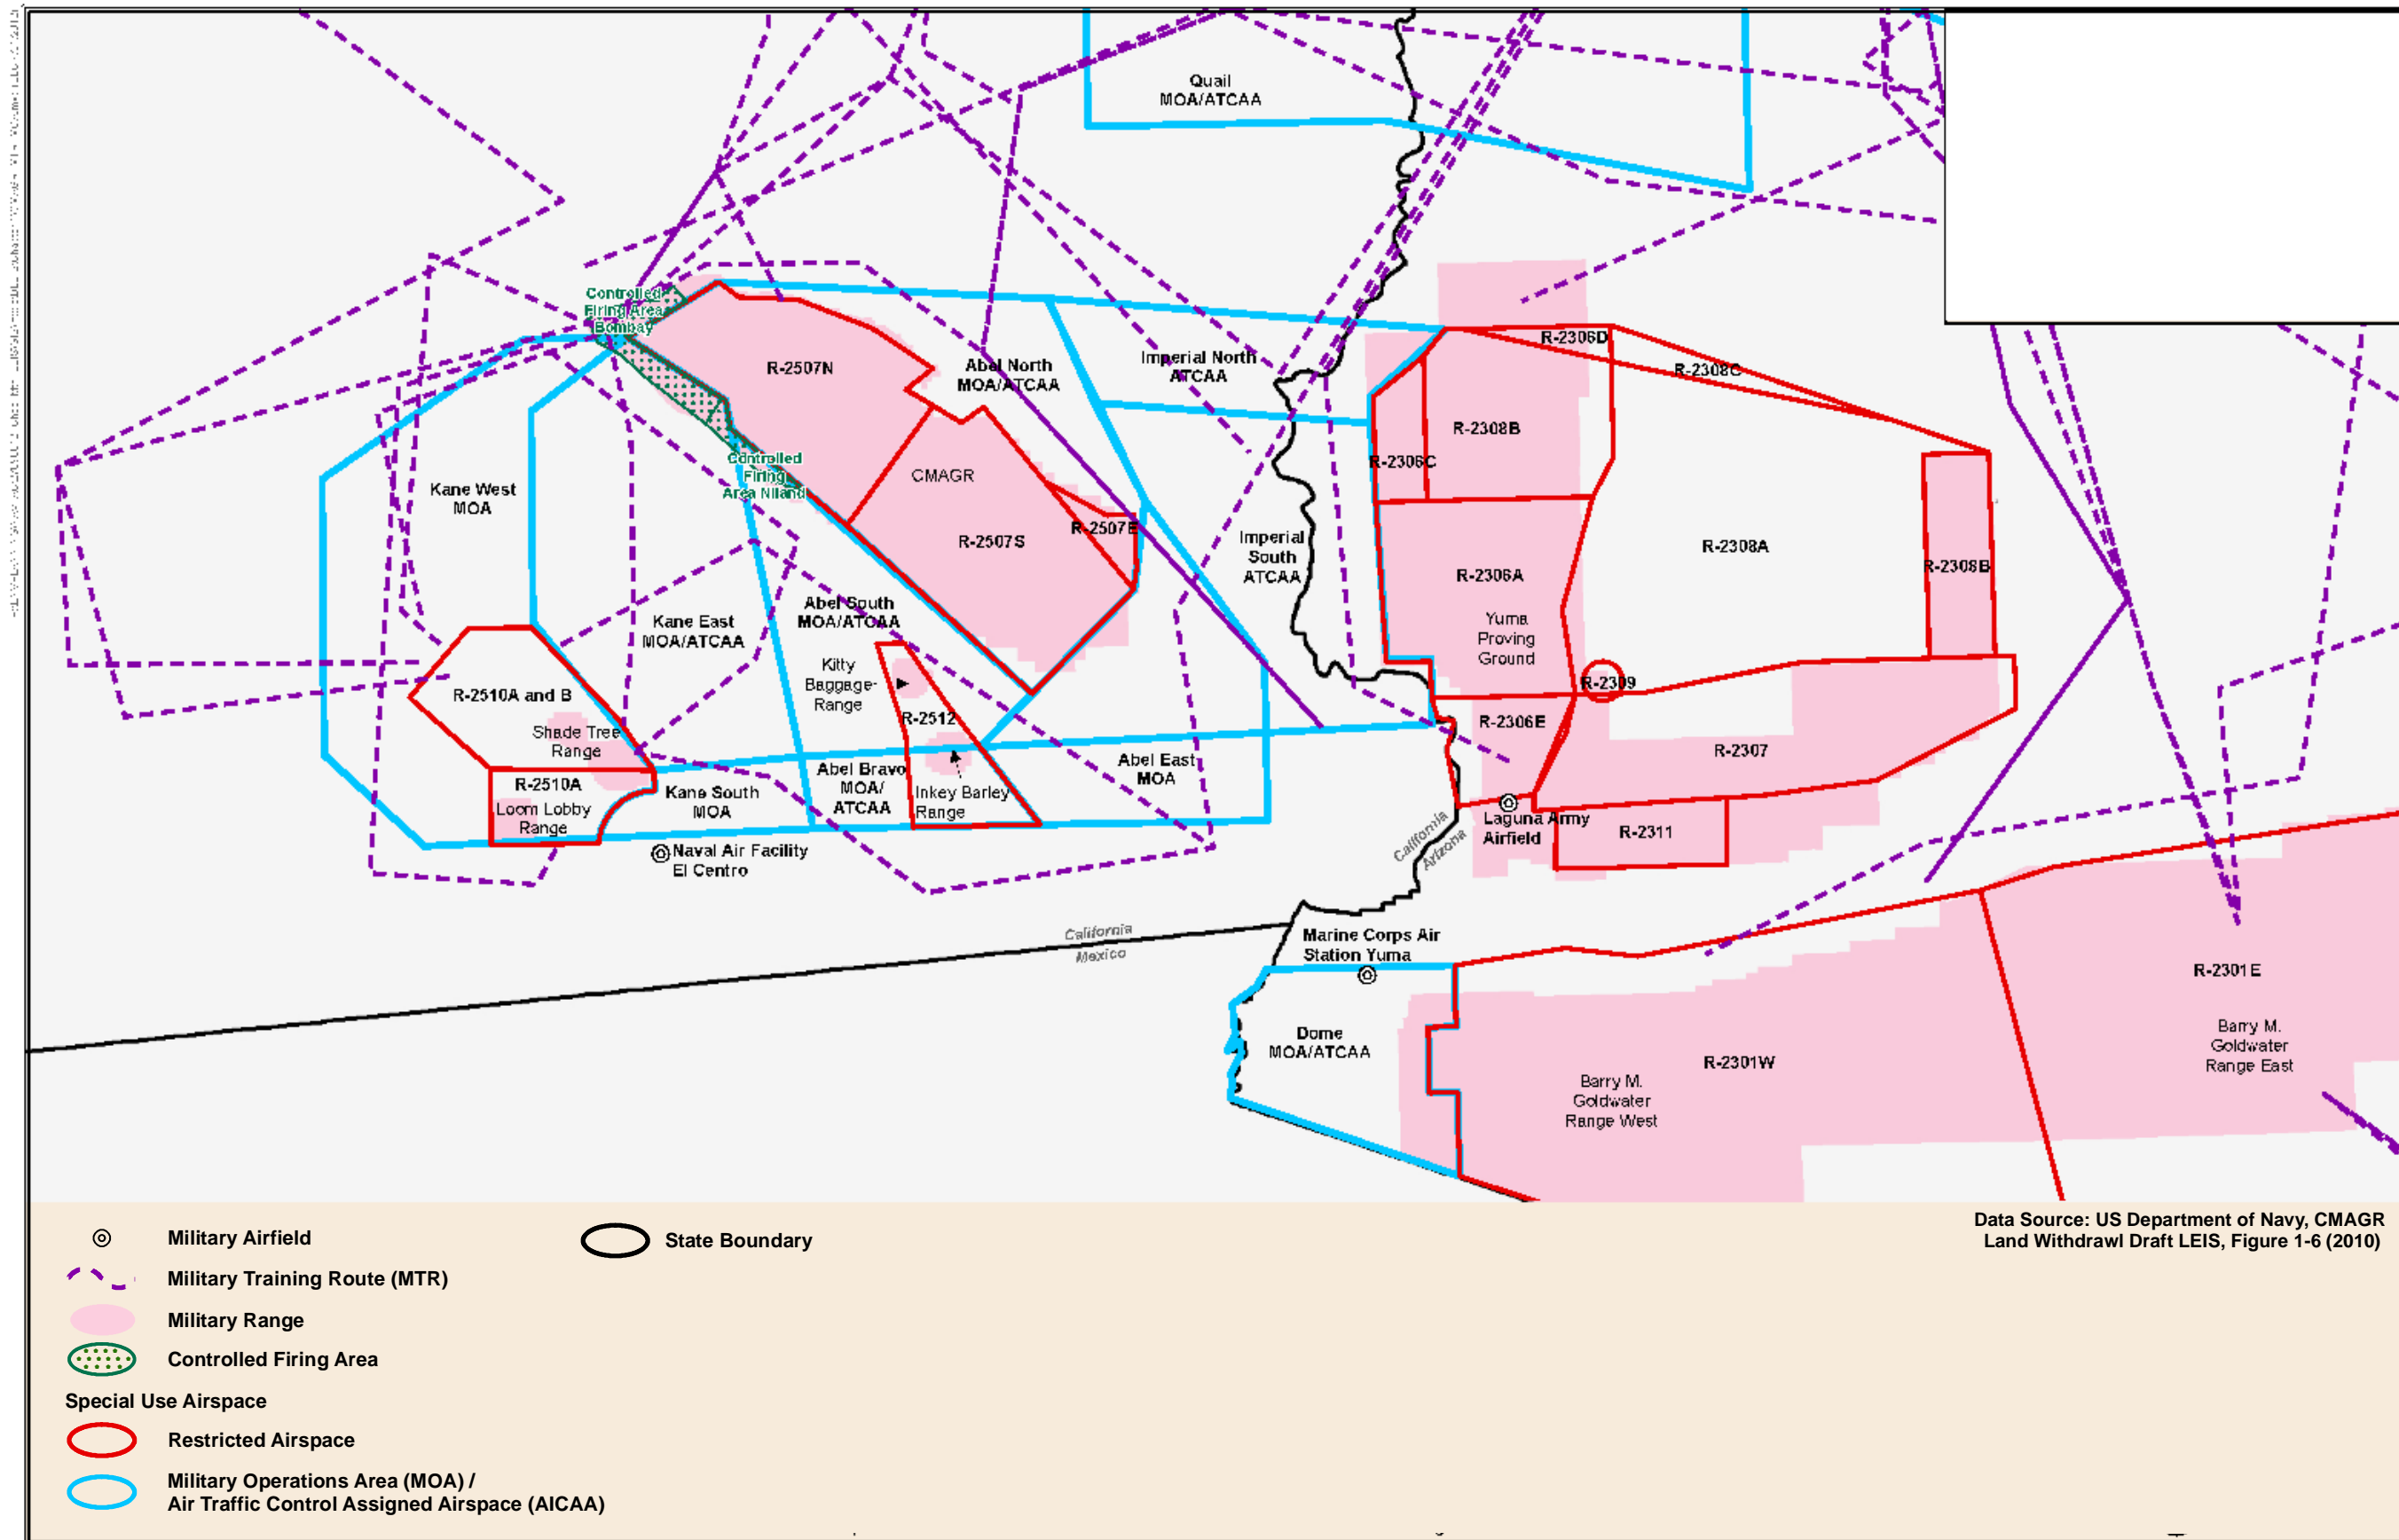 Quail
MOA/ATCAA
Controlled
Firing Area
Bombay
R-2507N
Abel North
MOA/ATCAA
Imperial North
ATCAA
R-2306D
R-2308C
R-2308B
R-2306C
Controlled
Firing
Area Niland
CMAGR
Kane West
MOA
R-2507S
R-2507E
Imperial
South
ATCAA
R-2308A
R-2308B
R-2306A
Yuma
Proving
Ground
Kane East
MOA/ATCAA
Abel South
MOA/ATCAA
Kitty
Baggage
Range
R-2309
R-2510A and B
Shade Tree
Range
R-2512
R-2306E
R-2307
R-2510A
Loom Lobby
Range
Kane South
MOA
Abel Bravo
MOA/
ATCAA
Inkey Barley
Range
Abel East
MOA
Laguna Army
Airfield
R-2311
California
Arizona
Naval Air Facility
El Centro
California
Mexico
Marine Corps Air
Station Yuma
Dome
MOA/ATCAA
R-2301W
Barry M.
Goldwater
Range West
R-2301E
Barry M.
Goldwater
Range East
Military Airfield
State Boundary
Military Training Route (MTR)
Military Range
Controlled Firing Area
Special Use Airspace
Restricted Airspace
Military Operations Area (MOA) /
Air Traffic Control Assigned Airspace (AICAA)
Data Source: US Department of Navy, CMAGR
Land Withdrawl Draft LEIS, Figure 1-6 (2010)